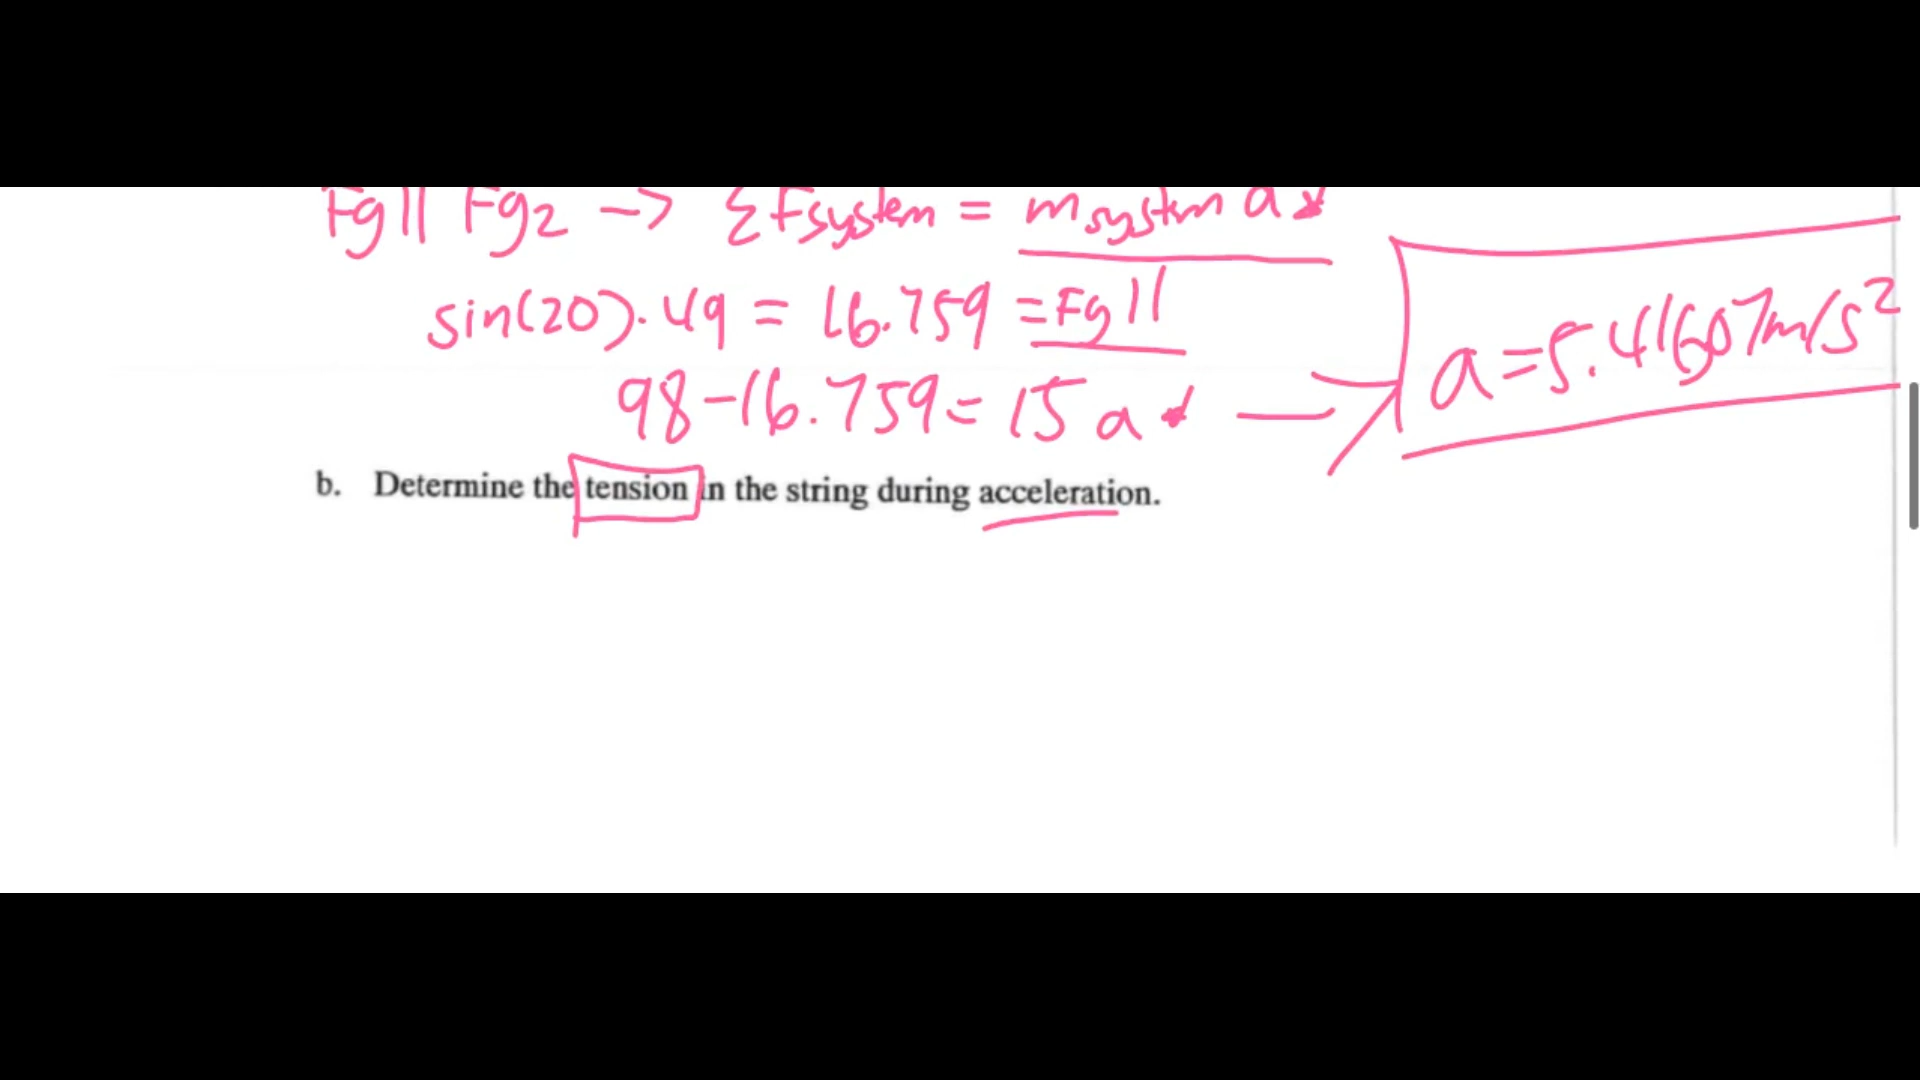 Fg|| Fg2 -> ΣFsystem = msystem a
sin(20)·49 = 16.759 = Fg||
98-16.759 = 15 a
a=5.41607m/s²
b. Determine the tension in the string during acceleration.